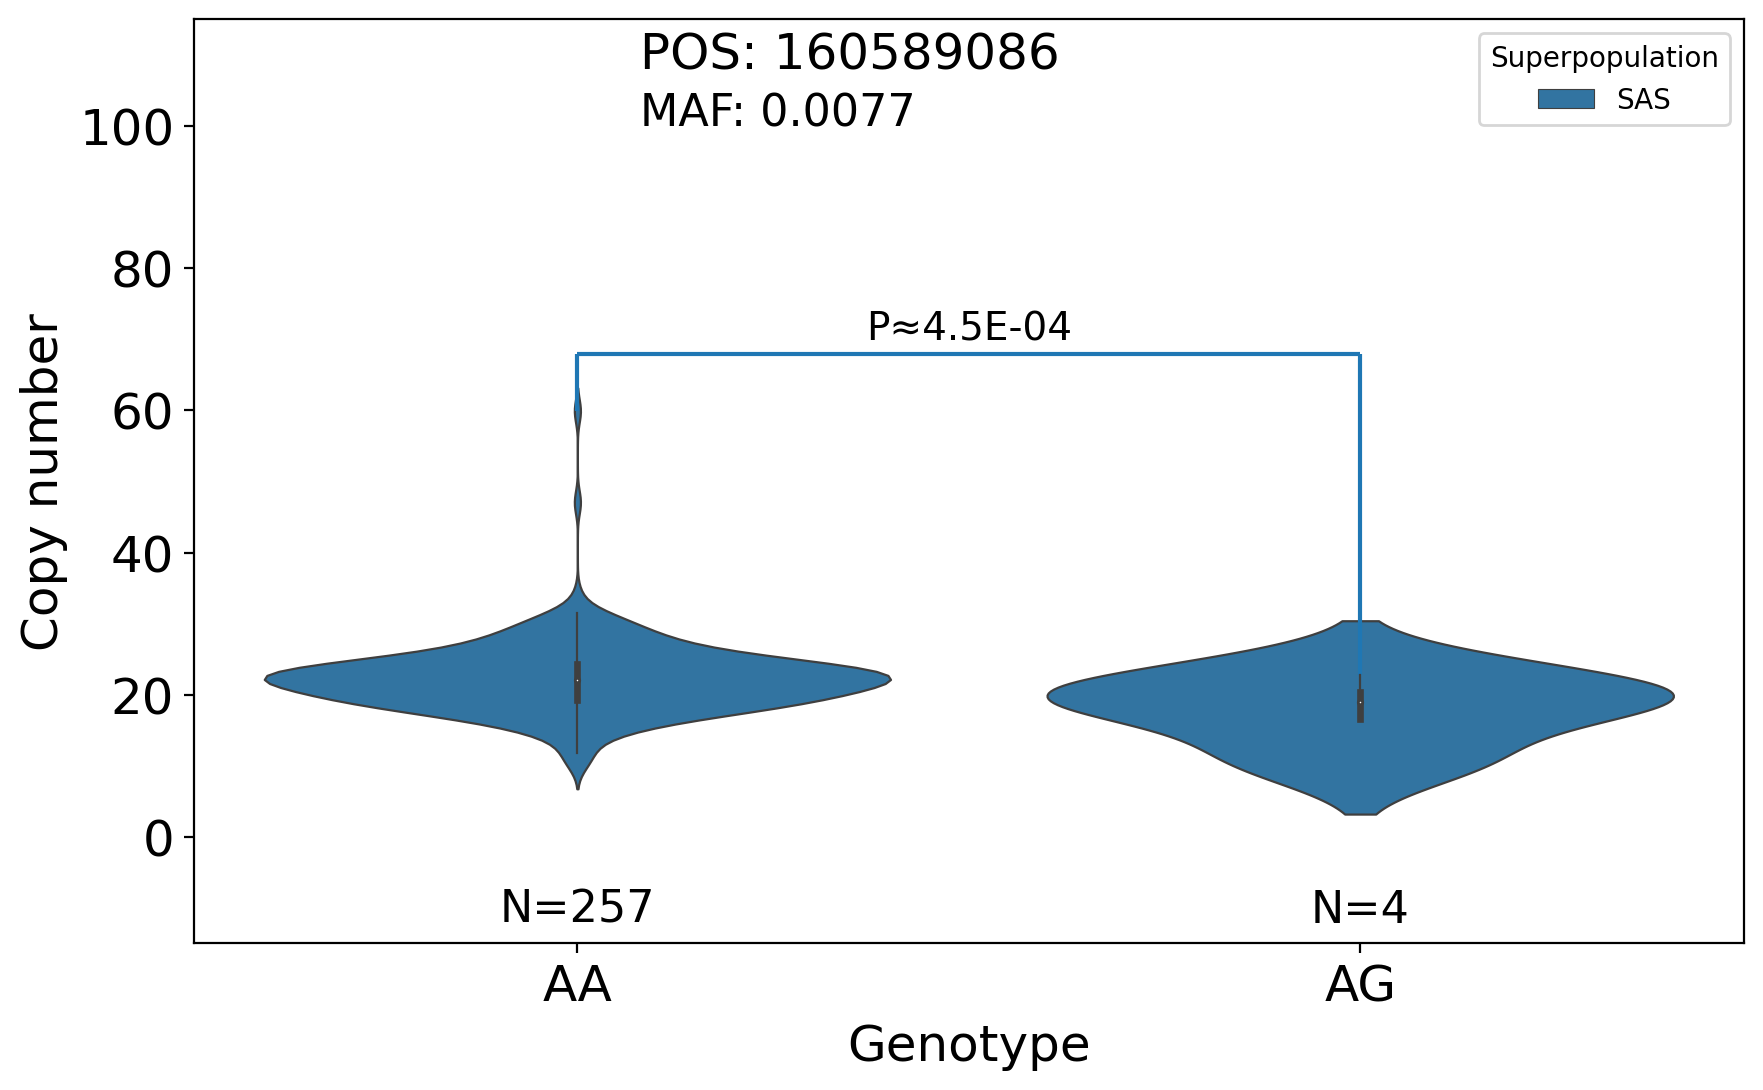 POS: 160589086
MAF: 0.0077
Superpopulation
SAS
100
80
60
40
20
0
Copy number
P≈4.5E-04
N=257
N=4
AA
AG
Genotype